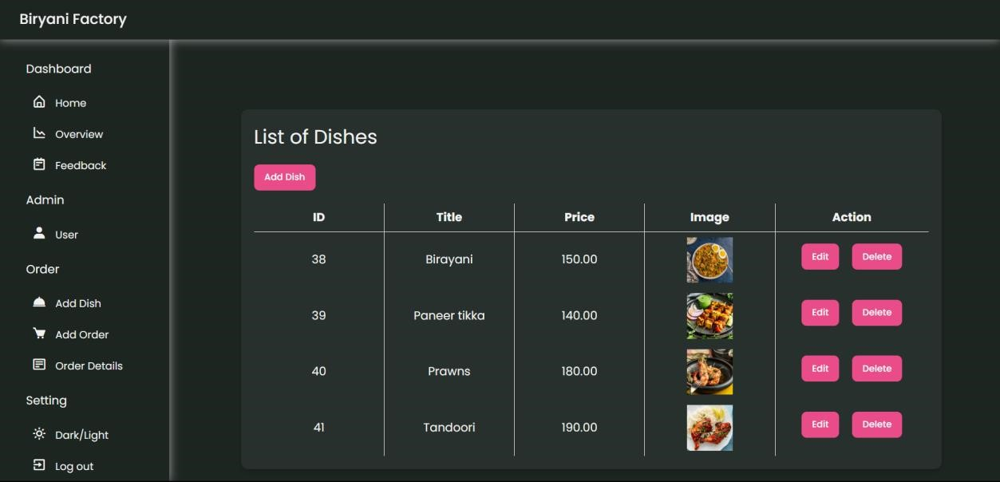 Biryani Factory
Dashboard
Home
Overview
Feedback
Admin
User
Order
Add Dish
Add Order
Order Details
Setting
Dark/Light
Log out
List of Dishes
Add Dish
ID Title Price Image Action
38 Birayani 150.00 Edit Delete
39 Paneer tikka 140.00 Edit Delete
40 Prawns 180.00 Edit Delete
41 Tandoori 190.00 Edit Delete